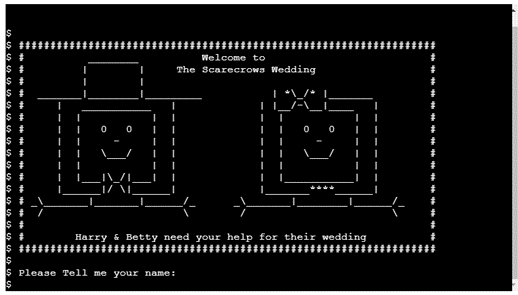 Welcome to
The Scarecrows Wedding
Harry & Betty need your help for their wedding
Please Tell me your name: